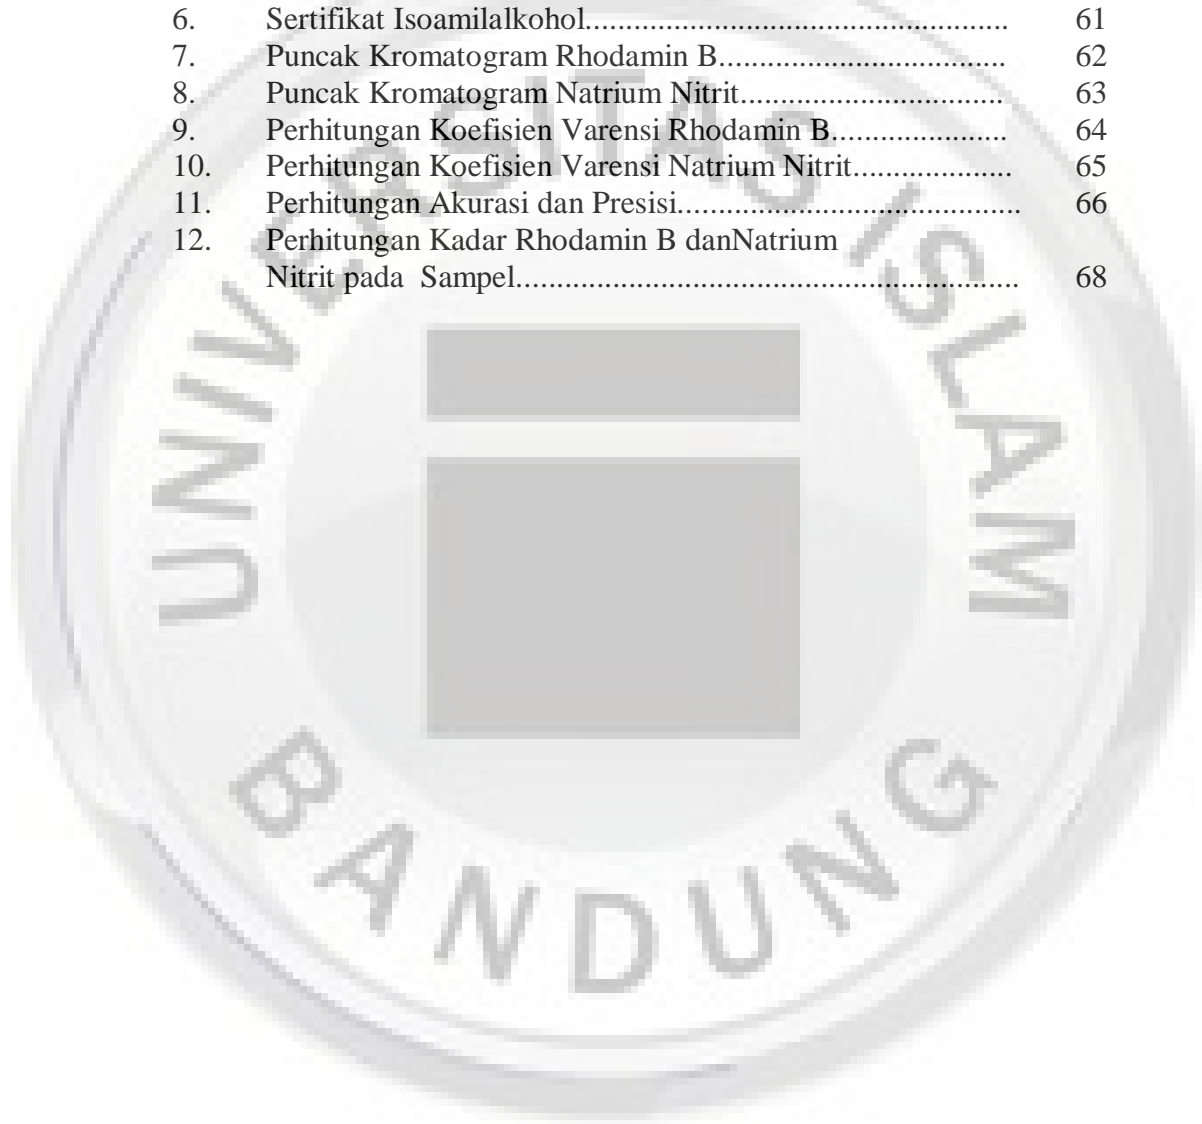 6. Sertifikat Isoamilalkohol.................................................... 61
7. Puncak Kromatogram Rhodamin B................................... 62
8. Puncak Kromatogram Natrium Nitrit................................ 63
9. Perhitungan Koefisien Varensi Rhodamin B..................... 64
10. Perhitungan Koefisien Varensi Natrium Nitrit................... 65
11. Perhitungan Akurasi dan Presisi.......................................... 66
12. Perhitungan Kadar Rhodamin B danNatrium
Nitrit pada Sampel............................................................. 68
UNIVERSITAS ISLAM
BANDUNG